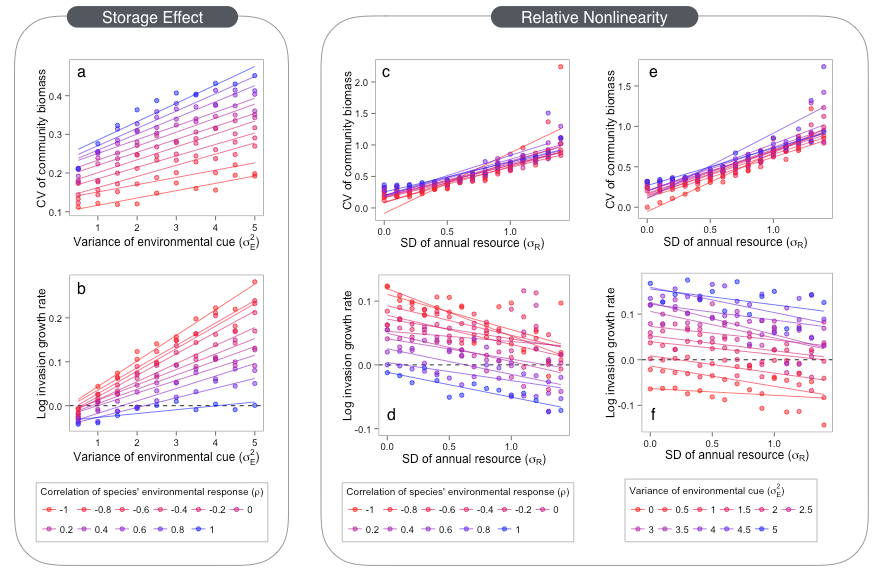 Storage Effect
Relative Nonlinearity
a
CV of community biomass
0.4
0.3
0.2
0.1
1 2 3 4 5
Variance of environmental cue (σ²E)
b
Log invasion growth rate
0.2
0.1
0.0
1 2 3 4 5
Variance of environmental cue (σ²E)
Correlation of species' environmental response (ρ)
-1 -0.8 -0.6 -0.4 -0.2 0
0.2 0.4 0.6 0.8 1
c
CV of community biomass
2.0
1.5
1.0
0.5
0.0
0.0 0.5 1.0
SD of annual resource (σR)
e
CV of community biomass
1.5
1.0
0.5
0.0
0.0 0.5 1.0
SD of annual resource (σR)
d
Log invasion growth rate
0.1
0.0
-0.1
0.0 0.5 1.0
SD of annual resource (σR)
f
Log invasion growth rate
0.1
0.0
-0.1
0.0 0.5 1.0
SD of annual resource (σR)
Correlation of species' environmental response (ρ)
-1 -0.8 -0.6 -0.4 -0.2 0
0.2 0.4 0.6 0.8 1
Variance of environmental cue (σ²E)
0 0.5 1 1.5 2 2.5
3 3.5 4 4.5 5